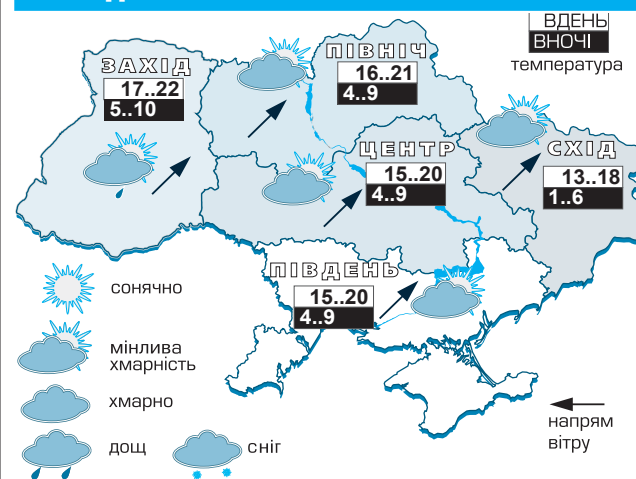 ВДЕНЬ
ВНОЧІ
температура
ЗАХІД
17..22
5..10
ПІВНІЧ
16..21
4..9
ЦЕНТР
15..20
4..9
СХІД
13..18
1..6
ПІВДЕНЬ
15..20
4..9
сонячно
мінлива
хмарність
хмарно
дощ
сніг
напрям
вітру